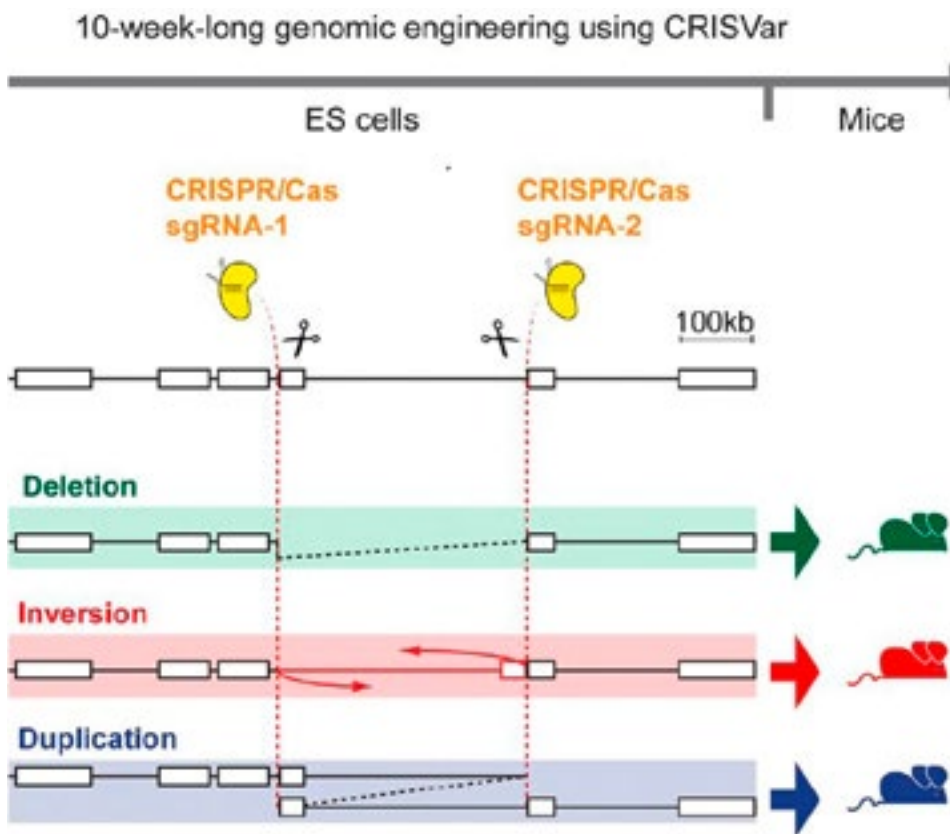 10-week-long genomic engineering using CRISVar
ES cells
Mice
CRISPR/Cas
sgRNA-1
CRISPR/Cas
sgRNA-2
100kb
Deletion
Inversion
Duplication